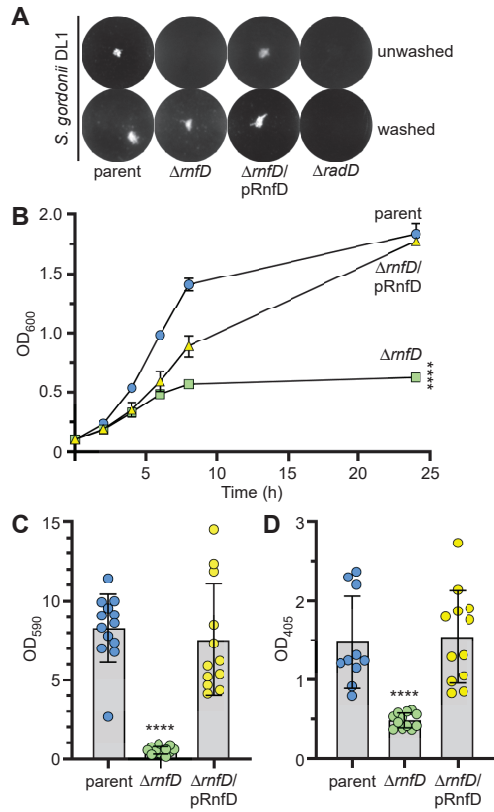 A
S. gordonii DL1
unwashed
washed
parent
ΔrnfD
ΔrnfD/
pRnfD
ΔradD
B
2.0
1.5
1.0
0.5
0
OD600
parent
ΔrnfD/
pRnfD
ΔrnfD
****
5
10
15
20
25
Time (h)
C
15
10
5
0
OD590
****
parent
ΔrnfD
ΔrnfD/
pRnfD
D
3
2
1
0
OD405
****
parent
ΔrnfD
ΔrnfD/
pRnfD